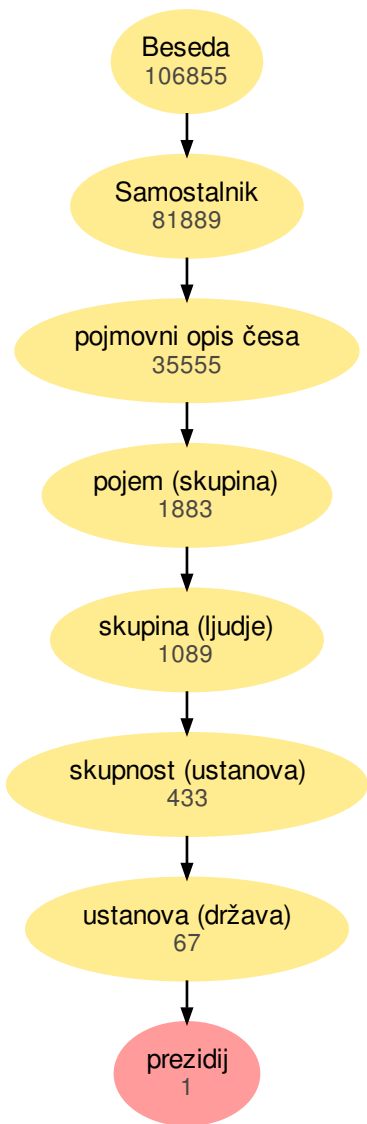 Beseda
106855
Samostalnik
81889
pojmovni opis česa
35555
pojem (skupina)
1883
skupina (ljudje)
1089
skupnost (ustanova)
433
ustanova (država)
67
prezidij
1